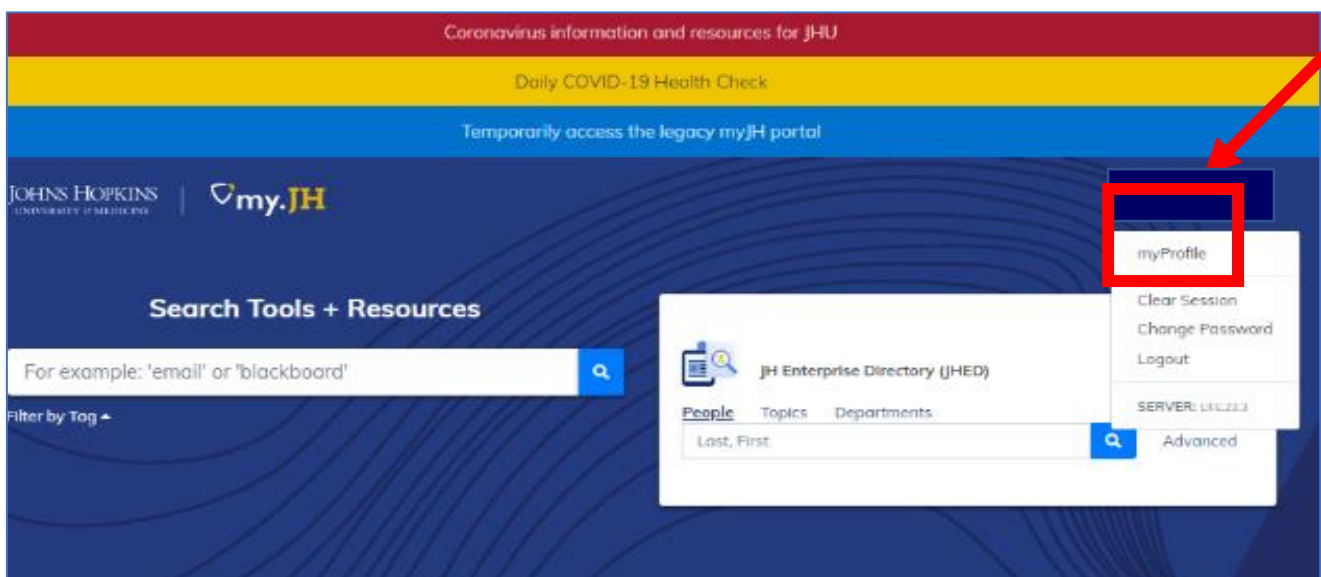 Coronavirus information and resources for JHU
Daily COVID-19 Health Check
Temporarily access the legacy myJH portal
JOHNS HOPKINS
UNIVERSITY & MEDICINE
my.JH
myProfile
Clear Session
Change Password
Logout
SERVER:
Search Tools + Resources
For example: 'email' or 'blackboard'
Filter by Tag
JH Enterprise Directory (JHED)
People Topics Departments
Last, First
Advanced